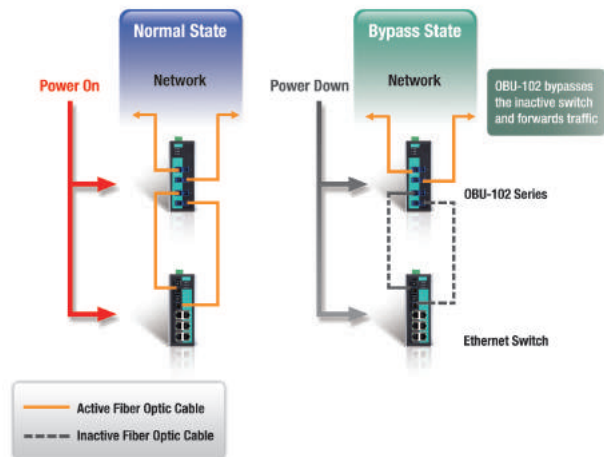 Normal State
Network
Power On
Bypass State
Network
Power Down
OBU-102 bypasses
the inactive switch
and forwards traffic
OBU-102 Series
Ethernet Switch
Active Fiber Optic Cable
Inactive Fiber Optic Cable